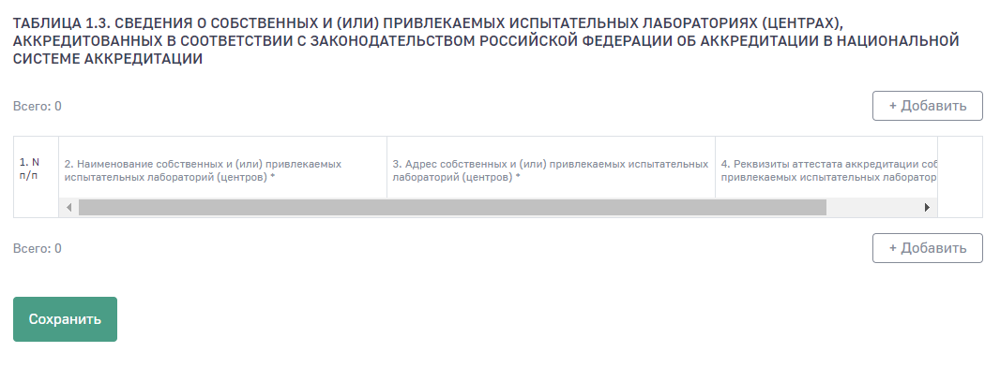 ТАБЛИЦА 1.3. СВЕДЕНИЯ О СОБСТВЕННЫХ И (ИЛИ) ПРИВЛЕКАЕМЫХ ИСПЫТАТЕЛЬНЫХ ЛАБОРАТОРИЯХ (ЦЕНТРАХ),
АККРЕДИТОВАННЫХ В СООТВЕТСТВИИ С ЗАКОНОДАТЕЛЬСТВОМ РОССИЙСКОЙ ФЕДЕРАЦИИ ОБ АККРЕДИТАЦИИ В НАЦИОНАЛЬНОЙ
СИСТЕМЕ АККРЕДИТАЦИИ
Всего: 0
+ Добавить
1. N
п/п
2. Наименование собственных и (или) привлекаемых
испытательных лабораторий (центров) *
3. Адрес собственных и (или) привлекаемых испытательных
лабораторий (центров) *
4. Реквизиты аттестата аккредитации соб
привлекаемых испытательных лаборатор
Всего: 0
+ Добавить
Сохранить